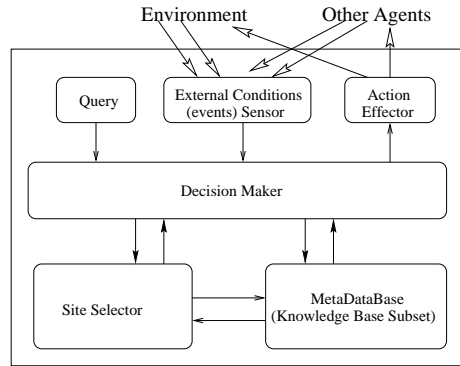 Environment
Other Agents
Query
External Conditions
(events) Sensor
Action
Effector
Decision Maker
Site Selector
MetaDataBase
(Knowledge Base Subset)